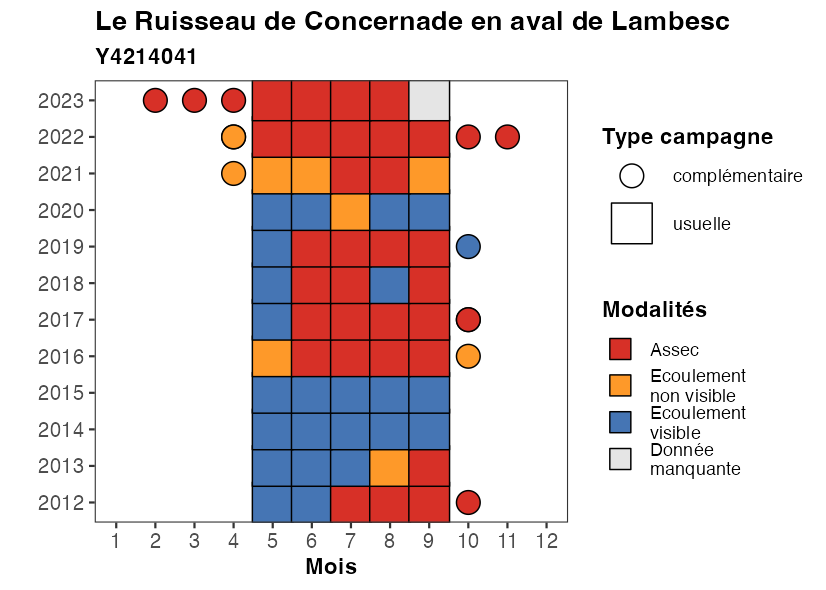 Le Ruisseau de Concernade en aval de Lambesc
Y4214041
2023
2022
2021
2020
2019
2018
2017
2016
2015
2014
2013
2012
1 2 3 4 5 6 7 8 9 10 11 12
Mois
Type campagne
complémentaire
usuelle
Modalités
Assec
Ecoulement
non visible
Ecoulement
visible
Donnée
manquante